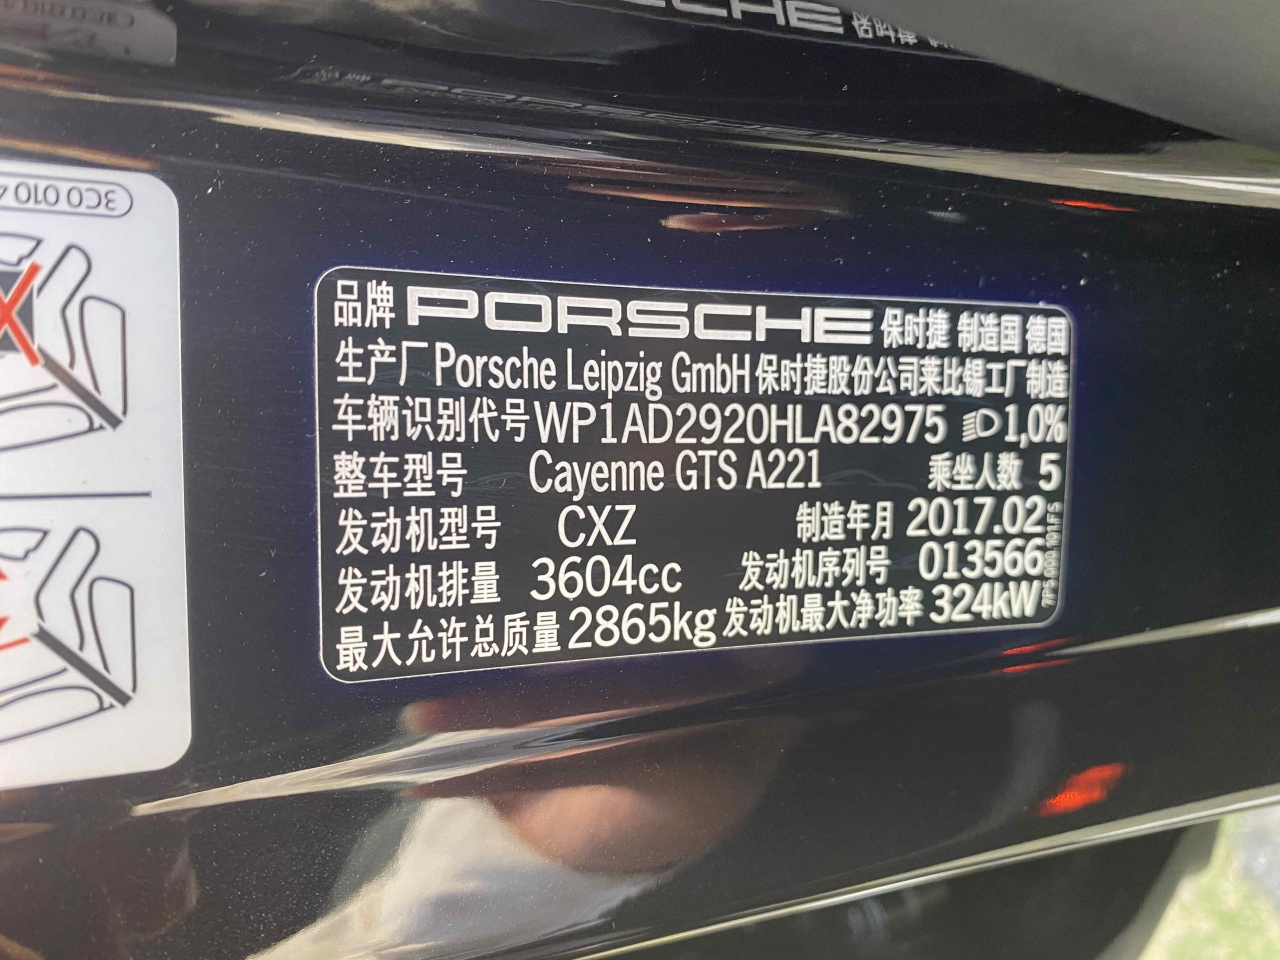 3C0 010 4
品牌 PORSCHE 保时捷 制造国 德国
生产厂 Porsche Leipzig GmbH 保时捷股份公司莱比锡工厂制造
车辆识别代号 WP1AD2920HLA82975 1,0%
整车型号 Cayenne GTS A221 乘坐人数 5
发动机型号 CXZ 制造年月 2017.02
发动机排量 3604cc 发动机序列号 013566
最大允许总质量 2865kg 发动机最大净功率 324kW